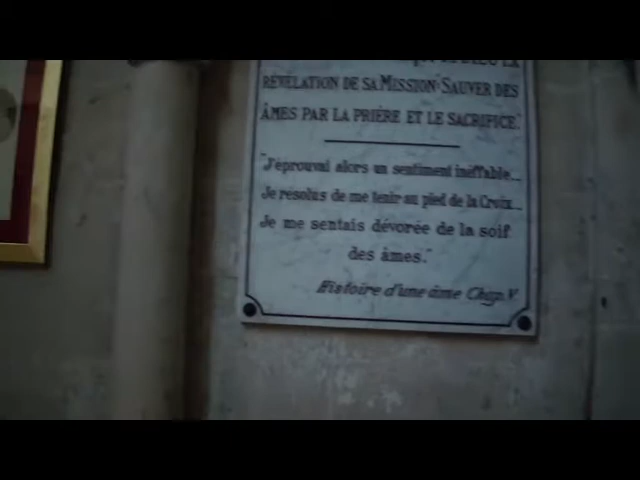 LA
RÉVÉLATION DE SA MISSION: SAUVER DES
ÂMES PAR LA PRIÈRE ET LE SACRIFICE."
"J'éprouvai alors un sentiment ineffable...
Je résolus de me tenir au pied de la Croix...
Je me sentais dévorée de la soif
des âmes."
Histoire d'une âme Chap. V.